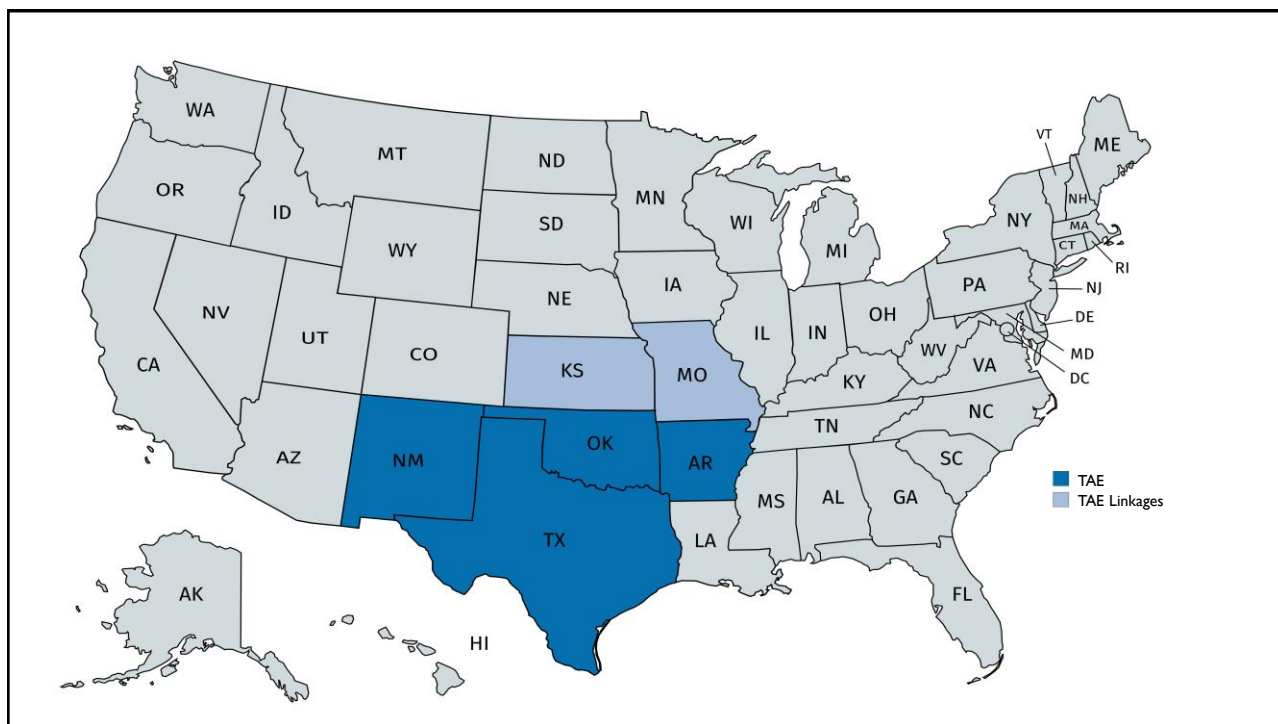 WA
MT
ND
MN
OR
ID
SD
WI
MI
WY
NE
IA
NV
UT
CO
KS
MO
IL
IN
OH
CA
AZ
NM
OK
AR
TX
LA
MS
AL
GA
TN
KY
WV
VA
NC
SC
FL
PA
NY
VT
NH
ME
MA
CT
RI
NJ
DE
MD
DC
AK
HI
TAE
TAE Linkages